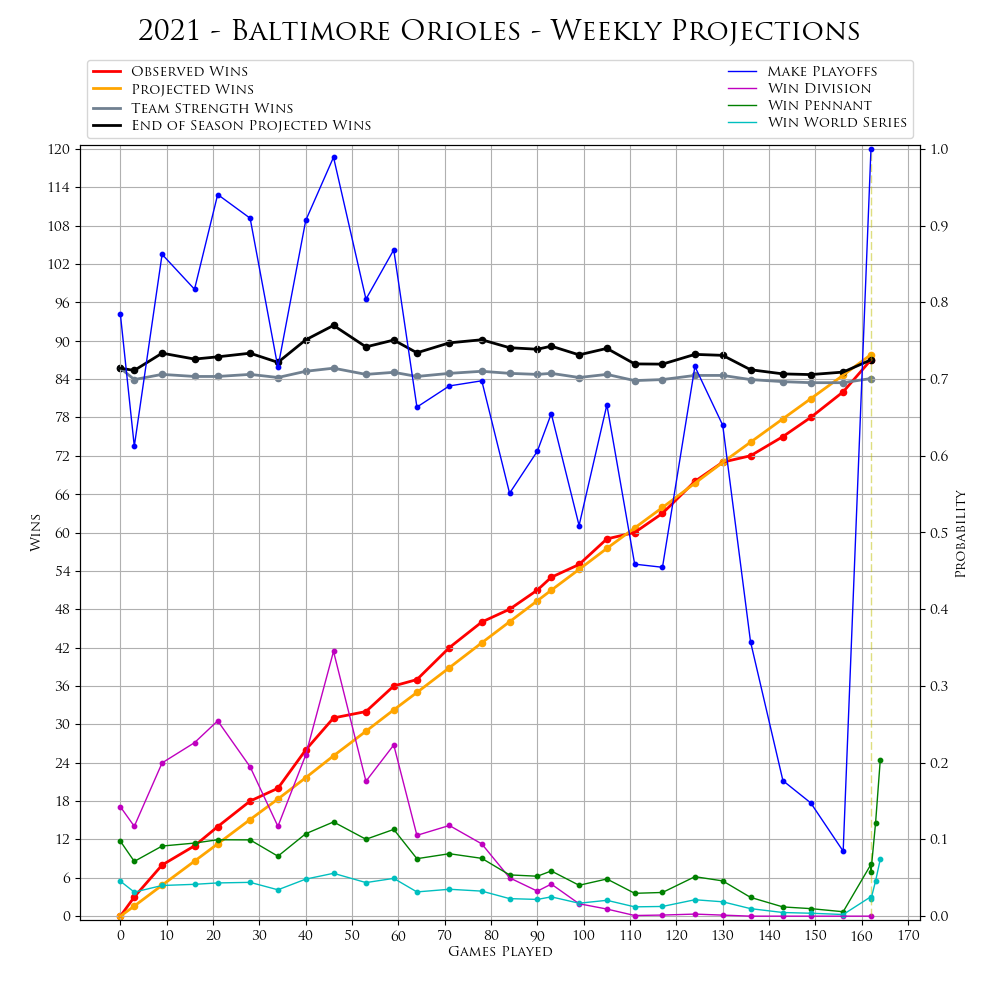 2021 - Baltimore Orioles - Weekly Projections
Observed Wins
Projected Wins
Team Strength Wins
End of Season Projected Wins
Make Playoffs
Win Division
Win Pennant
Win World Series
120
114
108
102
96
90
84
78
72
66
60
54
48
42
36
30
24
18
12
6
0
Wins
1.0
0.9
0.8
0.7
0.6
0.5
0.4
0.3
0.2
0.1
0.0
Probability
0 10 20 30 40 50 60 70 80 90 100 110 120 130 140 150 160 170
Games Played